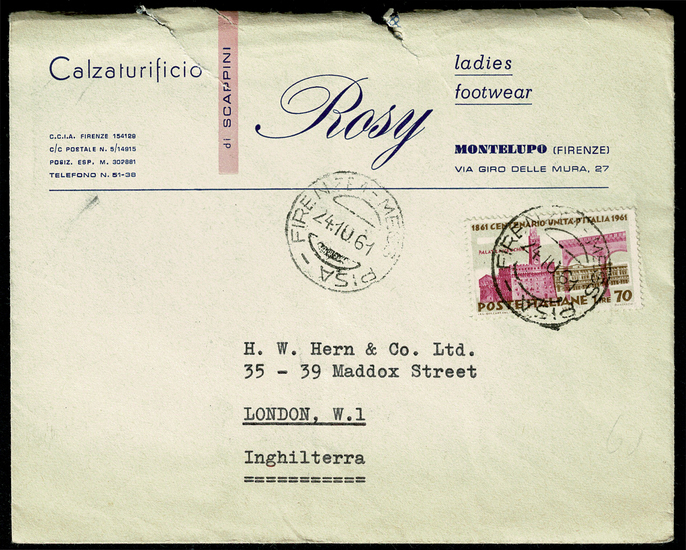 Calzaturificio
di SCARPINI
Rosy
ladies
footwear
C.C.I.A. FIRENZE 154129
C/C POSTALE N. 5/14915
POSIZ. ESP. M. 302881
TELEFONO N. 51-38
MONTELUPO (FIRENZE)
VIA GIRO DELLE MURA, 27
PISA - FIRENZE
24.10.61
1861 CENTENARIO UNITÀ D'ITALIA 1961
POSTE ITALIANE LIRE 70
H. W. Hern & Co. Ltd.
35 - 39 Maddox Street
LONDON, W.1
Inghilterra
===========